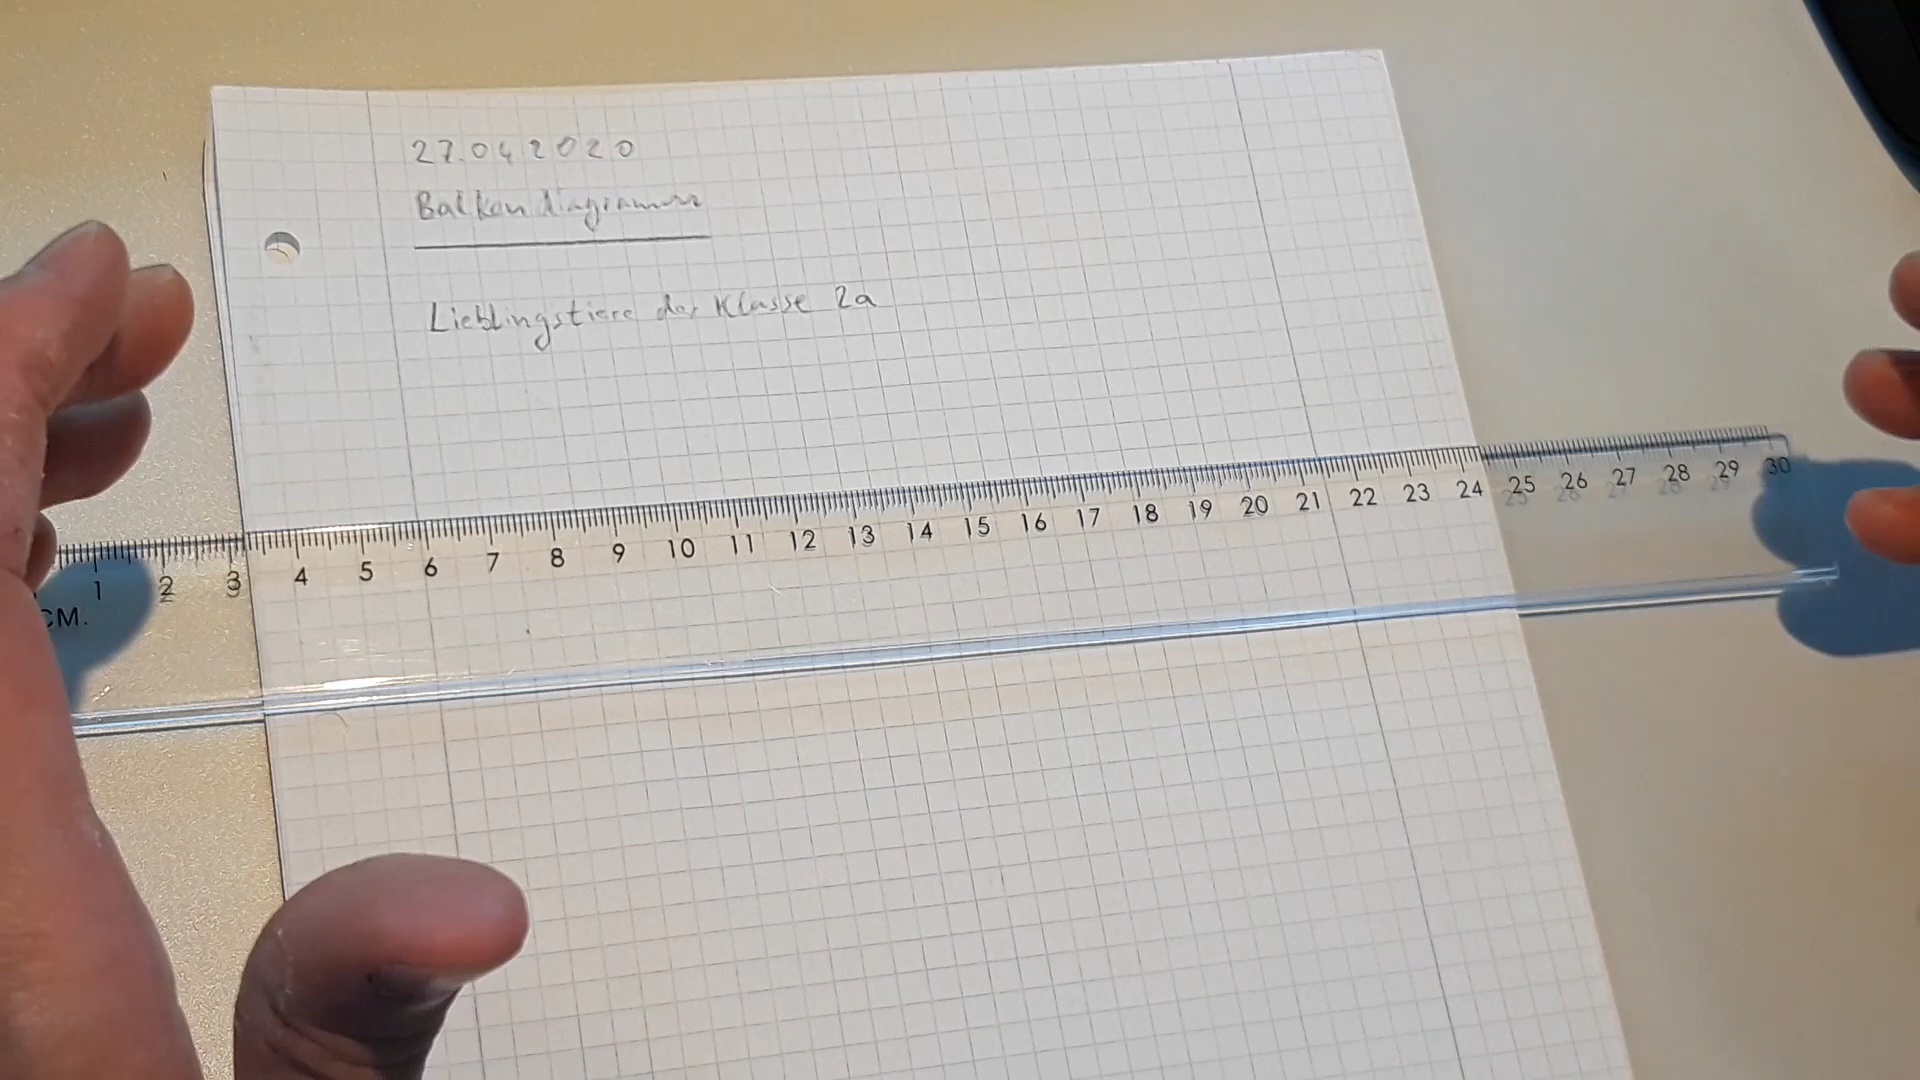 27.04.2020
Balkendiagramm
Lieblingstiere der Klasse 2a
1 2 3 4 5 6 7 8 9 10 11 12 13 14 15 16 17 18 19 20 21 22 23 24 25 26 27 28 29 30
CM.